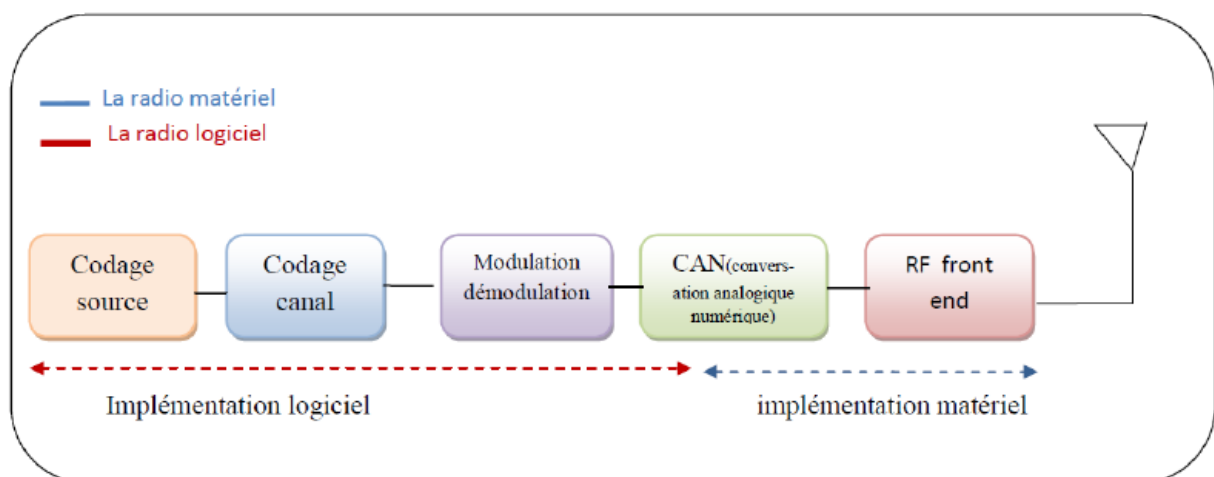 La radio matériel
La radio logiciel
Codage
source
Codage
canal
Modulation
démodulation
CAN(convers-
ation analogique
numérique)
RF front
end
Implémentation logiciel
implémentation matériel